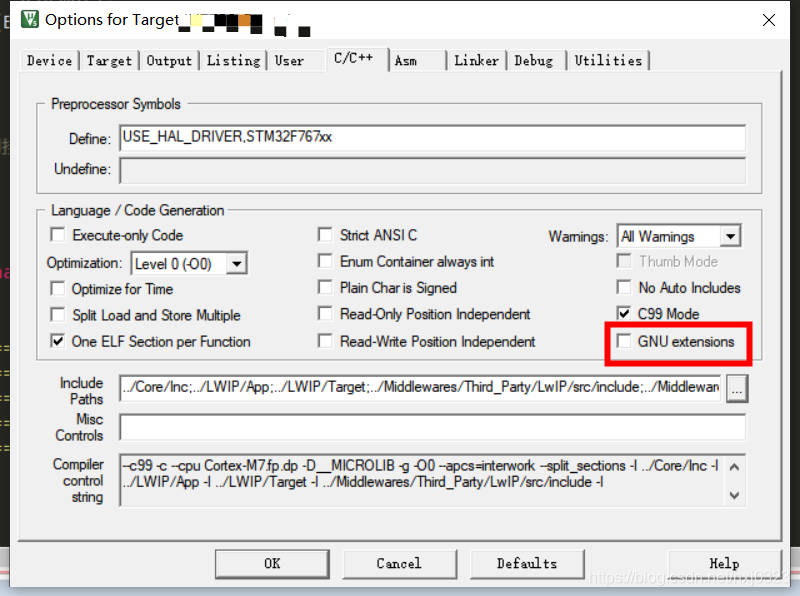 Options for Target
Device Target Output Listing User C/C++ Asm Linker Debug Utilities
Preprocessor Symbols
Define: USE_HAL_DRIVER,STM32F767xx
Undefine:
Language / Code Generation
Execute-only Code Strict ANSI C Warnings: All Warnings
Optimization: Level 0 (-O0) Enum Container always int Thumb Mode
Optimize for Time Plain Char is Signed No Auto Includes
Split Load and Store Multiple Read-Only Position Independent C99 Mode
One ELF Section per Function Read-Write Position Independent GNU extensions
Include
Paths
../Core/Inc;../LWIP/App;../LWIP/Target;../Middlewares/Third_Party/LwIP/src/include;../Middlewar
...
Misc
Controls
Compiler
control
string
--c99 -c --cpu Cortex-M7.fp.dp -D__MICROLIB -g -O0 --apcs=interwork --split_sections -I ../Core/Inc -I
../LWIP/App -I ../LWIP/Target -I ../Middlewares/Third_Party/LwIP/src/include -I
OK Cancel Defaults Help